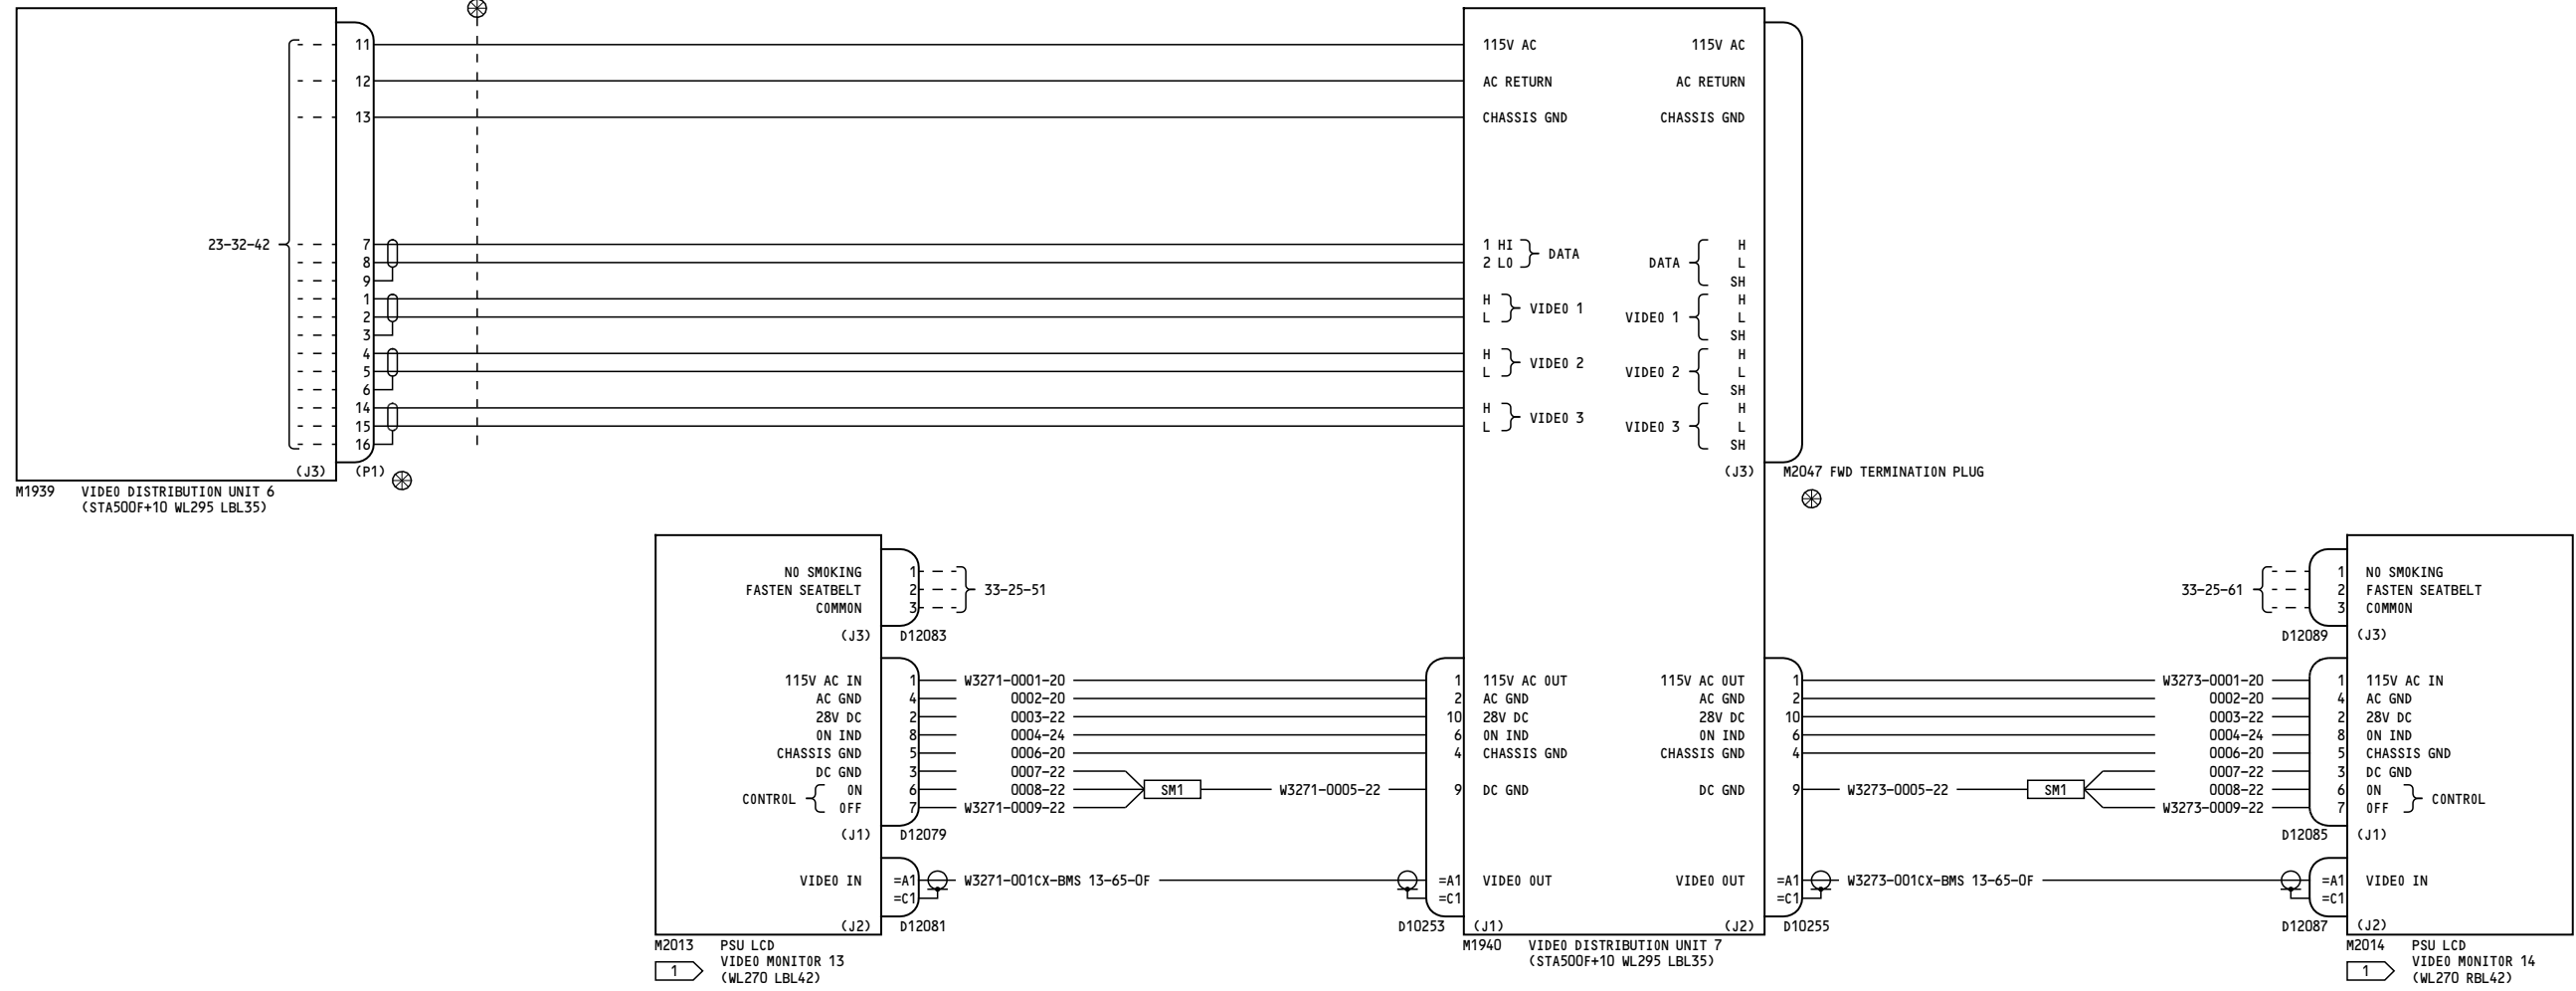 11 115V AC 115V AC
12 AC RETURN AC RETURN
13 CHASSIS GND CHASSIS GND
23-32-42
7 1 HI H
8 2 LO DATA DATA L
9 SH
1 H H
2 L VIDEO 1 VIDEO 1 L
3 SH
4 H H
5 L VIDEO 2 VIDEO 2 L
6 SH
14 H H
15 L VIDEO 3 VIDEO 3 L
16 SH
(J3) (P1) (J3) M2047 FWD TERMINATION PLUG
M1939 VIDEO DISTRIBUTION UNIT 6
(STA500F+10 WL295 LBL35)
NO SMOKING 1 1 NO SMOKING
FASTEN SEATBELT 2 33-25-51 33-25-61 2 FASTEN SEATBELT
COMMON 3 3 COMMON
(J3) D12083 D12089 (J3)
115V AC IN 1 W3271-0001-20 1 115V AC OUT 115V AC OUT 1 W3273-0001-20 1 115V AC IN
AC GND 4 0002-20 2 AC GND AC GND 2 0002-20 4 AC GND
28V DC 2 0003-22 10 28V DC 28V DC 10 0003-22 2 28V DC
ON IND 8 0004-24 6 ON IND ON IND 6 0004-24 8 ON IND
CHASSIS GND 5 0006-20 4 CHASSIS GND CHASSIS GND 4 0006-20 5 CHASSIS GND
DC GND 3 0007-22 0007-22 3 DC GND
CONTROL ON 6 0008-22 SM1 W3271-0005-22 9 DC GND DC GND 9 W3273-0005-22 SM1 0008-22 6 ON CONTROL
OFF 7 W3271-0009-22 W3273-0009-22 7 OFF
(J1) D12079 D12085 (J1)
VIDEO IN =A1 W3271-001CX-BMS 13-65-OF =A1 VIDEO OUT VIDEO OUT =A1 W3273-001CX-BMS 13-65-OF =A1 VIDEO IN
=C1 =C1 =C1 =C1
(J2) D12081 D10253 (J1) (J2) D10255 D12087 (J2)
M2013 PSU LCD M1940 VIDEO DISTRIBUTION UNIT 7 M2014 PSU LCD
VIDEO MONITOR 13 (STA500F+10 WL295 LBL35) VIDEO MONITOR 14
1 (WL270 LBL42) 1 (WL270 RBL42)